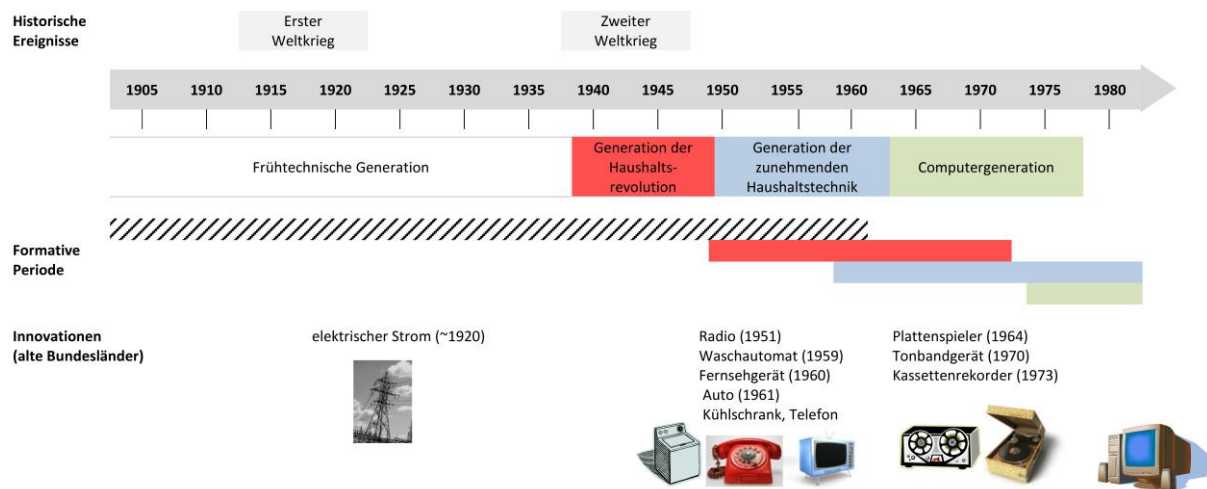 Historische
Ereignisse
Erster
Weltkrieg
Zweiter
Weltkrieg
1905 1910 1915 1920 1925 1930 1935 1940 1945 1950 1955 1960 1965 1970 1975 1980
Frühtechnische Generation
Generation der
Haushalts-
revolution
Generation der
zunehmenden
Haushaltstechnik
Computergeneration
Formative
Periode
Innovationen
(alte Bundesländer)
elektrischer Strom (~1920)
Radio (1951)
Waschautomat (1959)
Fernsehgerät (1960)
Auto (1961)
Kühlschrank, Telefon
Plattenspieler (1964)
Tonbandgerät (1970)
Kassettenrekorder (1973)